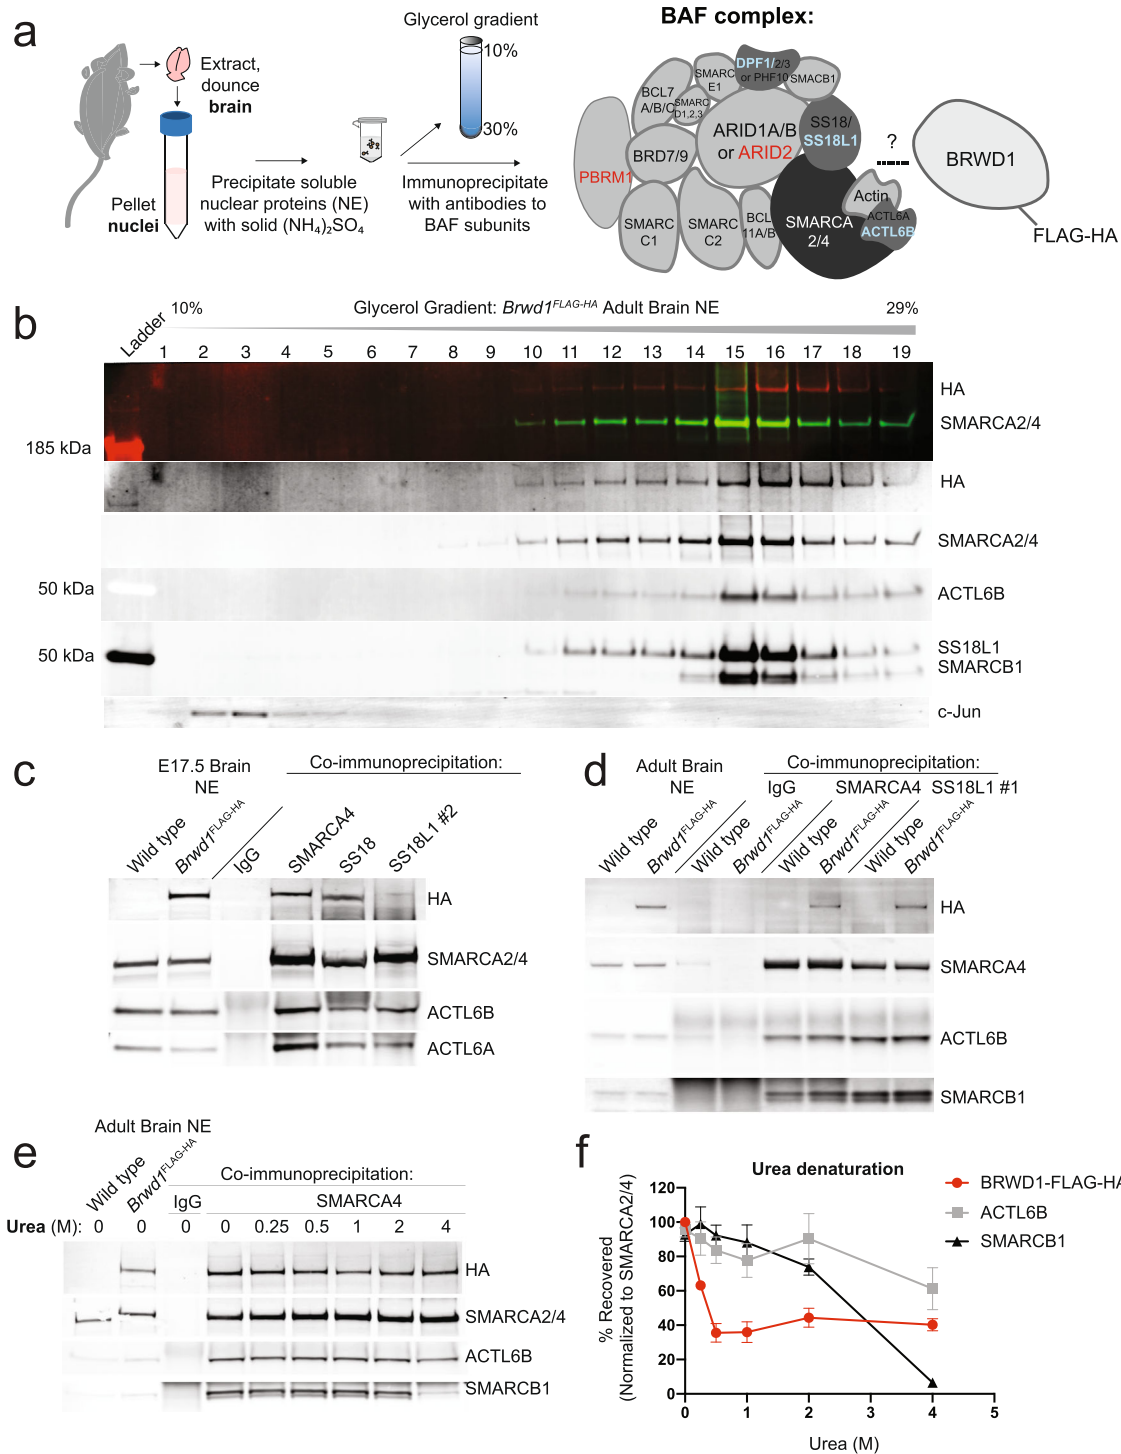 a
Extract,
dounce
brain
Pellet
nuclei
Precipitate soluble
nuclear proteins (NE)
with solid (NH₄)₂SO₄
Glycerol gradient
10%
30%
Immunoprecipitate
with antibodies to
BAF subunits
BAF complex:
PBRM1
BCL7
A/B/C
SMARC
D1,2,3
SMARC
E1
DPF1/2/3
or PHF10
SMACB1
BRD7/9
ARID1A/B
or ARID2
SS18/
SS18L1
SMARC
C1
SMARC
C2
BCL
11A/B
SMARCA
2/4
Actin
ACTL6A
ACTL6B
?
BRWD1
FLAG-HA
b
Ladder
10%
Glycerol Gradient: Brwd1FLAG-HA Adult Brain NE
29%
1 2 3 4 5 6 7 8 9 10 11 12 13 14 15 16 17 18 19
HA
SMARCA2/4
185 kDa
HA
SMARCA2/4
50 kDa
ACTL6B
50 kDa
SS18L1
SMARCB1
c-Jun
c
E17.5 Brain
NE
Co-immunoprecipitation:
Wild type
Brwd1FLAG-HA
IgG
SMARCA4
SS18
SS18L1 #2
HA
SMARCA2/4
ACTL6B
ACTL6A
d
Adult Brain
NE
Co-immunoprecipitation:
IgG
SMARCA4
SS18L1 #1
Wild type
Brwd1FLAG-HA
Wild type
Brwd1FLAG-HA
Wild type
Brwd1FLAG-HA
Wild type
Brwd1FLAG-HA
HA
SMARCA4
ACTL6B
SMARCB1
e
Adult Brain NE
Wild type
Brwd1FLAG-HA
Co-immunoprecipitation:
IgG
SMARCA4
Urea (M): 0 0 0 0 0.25 0.5 1 2 4
HA
SMARCA2/4
ACTL6B
SMARCB1
f
Urea denaturation
BRWD1-FLAG-HA
ACTL6B
SMARCB1
% Recovered
(Normalized to SMARCA2/4)
120
100
80
60
40
20
0
0 1 2 3 4 5
Urea (M)